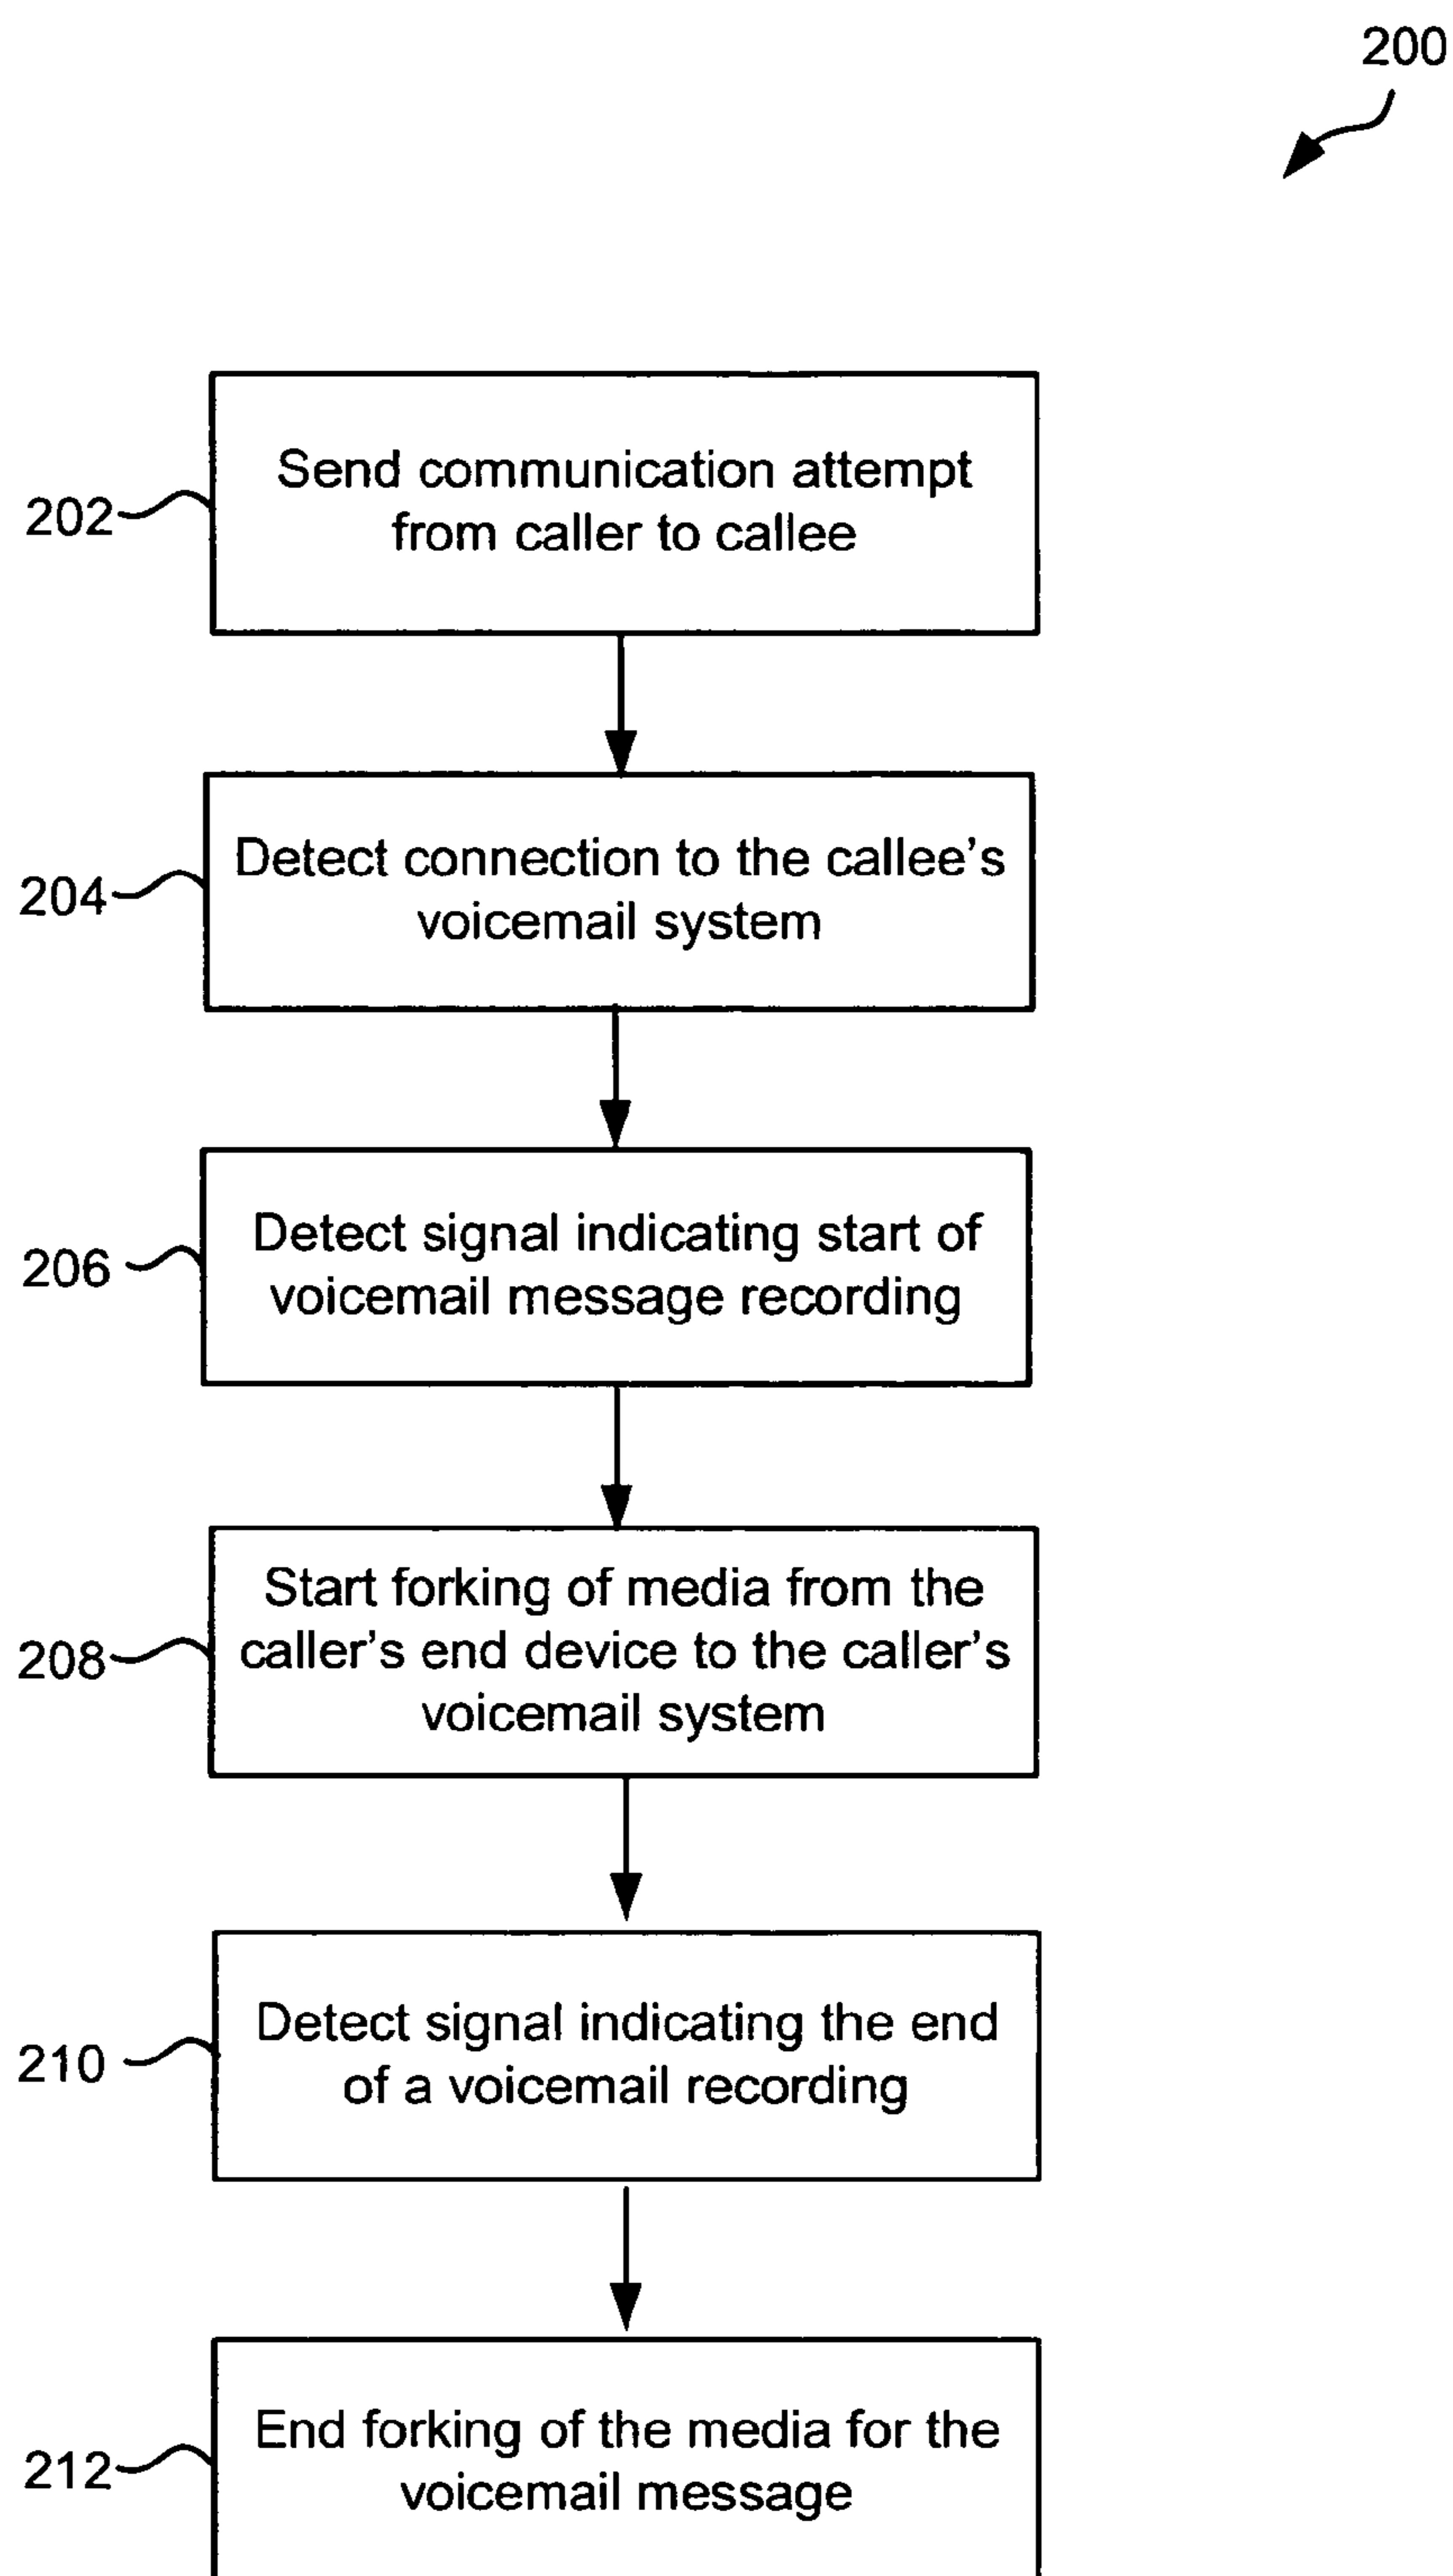 200
202
Send communication attempt
from caller to callee
204
Detect connection to the callee’s
voicemail system
206
Detect signal indicating start of
voicemail message recording
208
Start forking of media from the
caller’s end device to the caller’s
voicemail system
210
Detect signal indicating the end
of a voicemail recording
212
End forking of the media for the
voicemail message